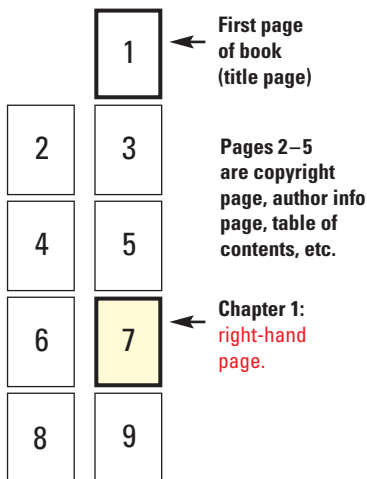 1
First page
of book
(title page)
2
3
Pages 2–5
are copyright
page, author info
page, table of
contents, etc.
4
5
6
7
Chapter 1:
right-hand
page.
8
9